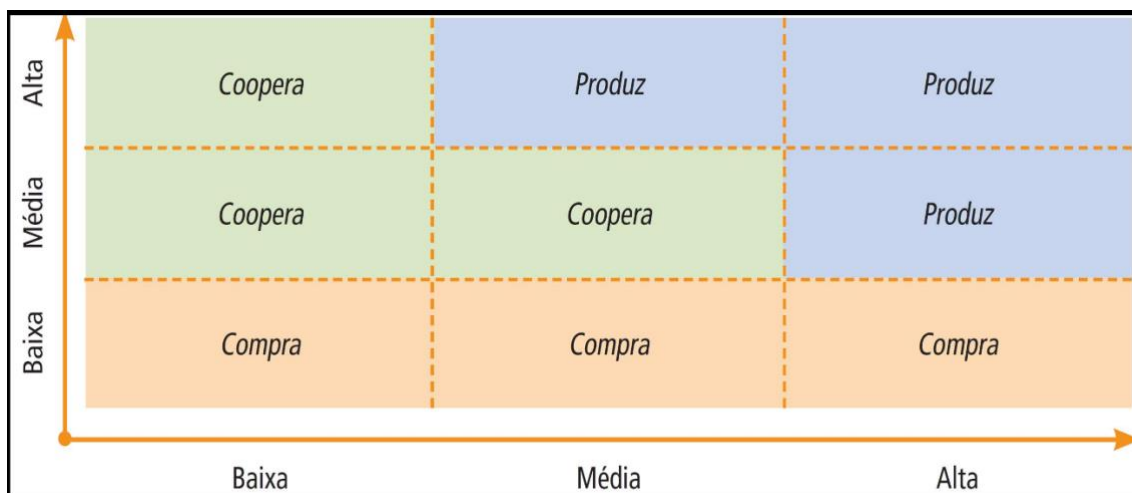 Alta
Coopera
Produz
Produz
Média
Coopera
Coopera
Produz
Baixa
Compra
Compra
Compra
Baixa
Média
Alta